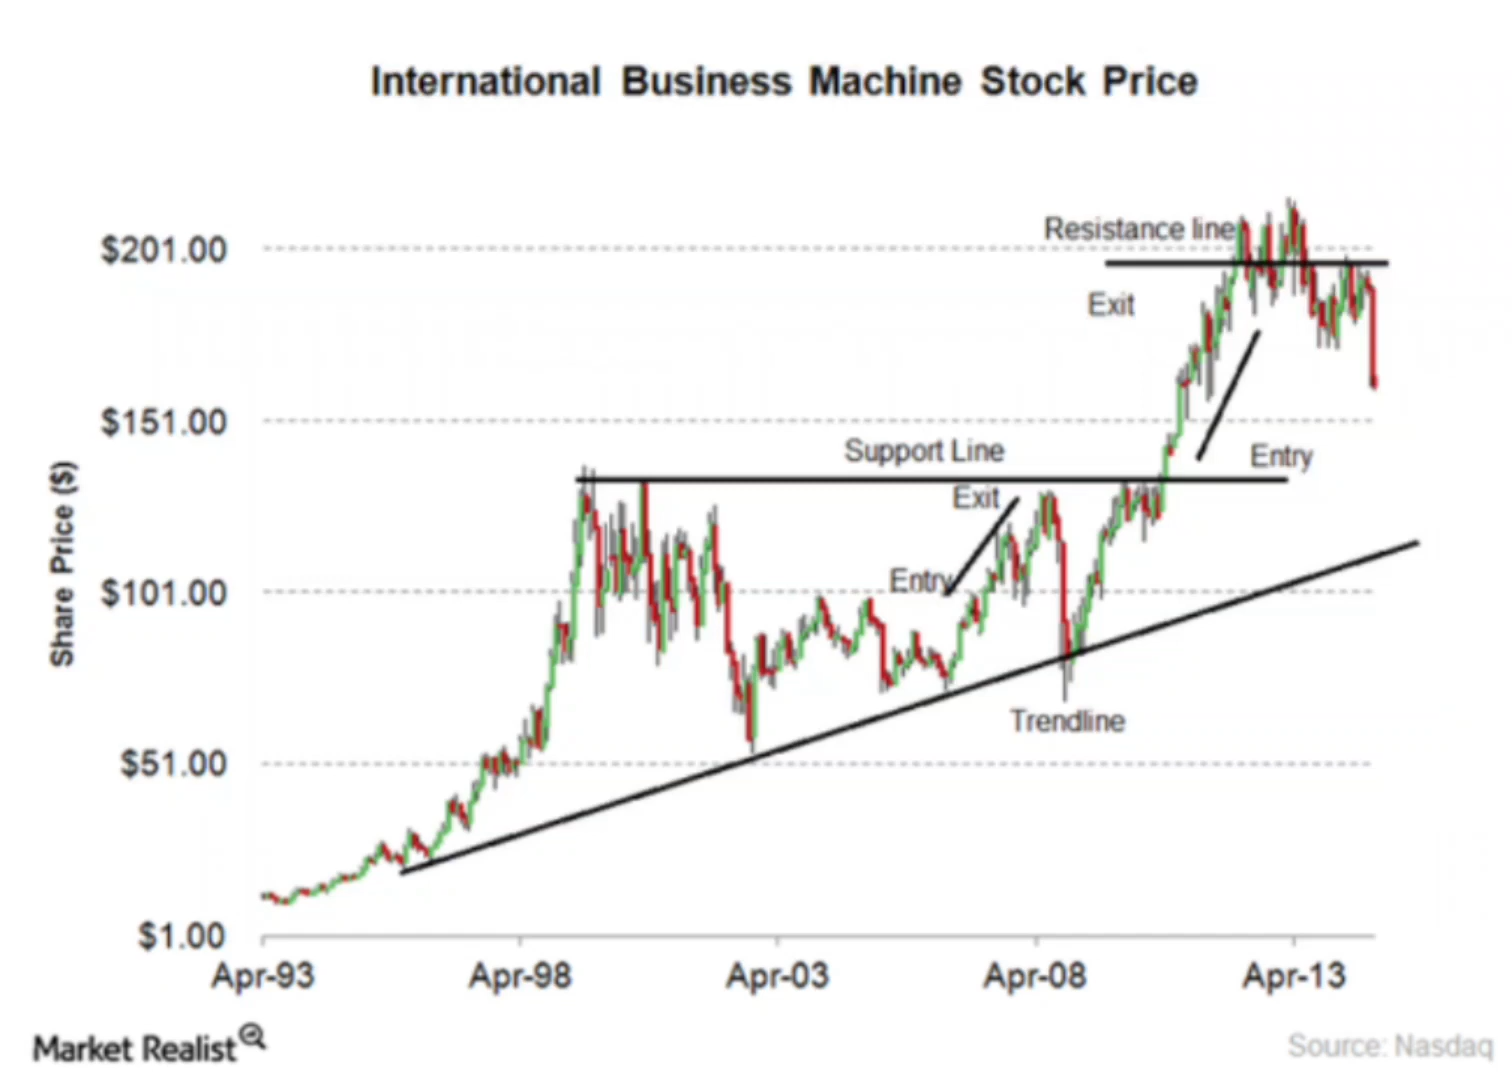 International Business Machine Stock Price
Resistance line
$201.00
Exit
$151.00
Support Line
Entry
Exit
Entry
$101.00
Share Price ($)
Trendline
$51.00
$1.00
Apr-93 Apr-98 Apr-03 Apr-08 Apr-13
Market Realist
Source: Nasdaq